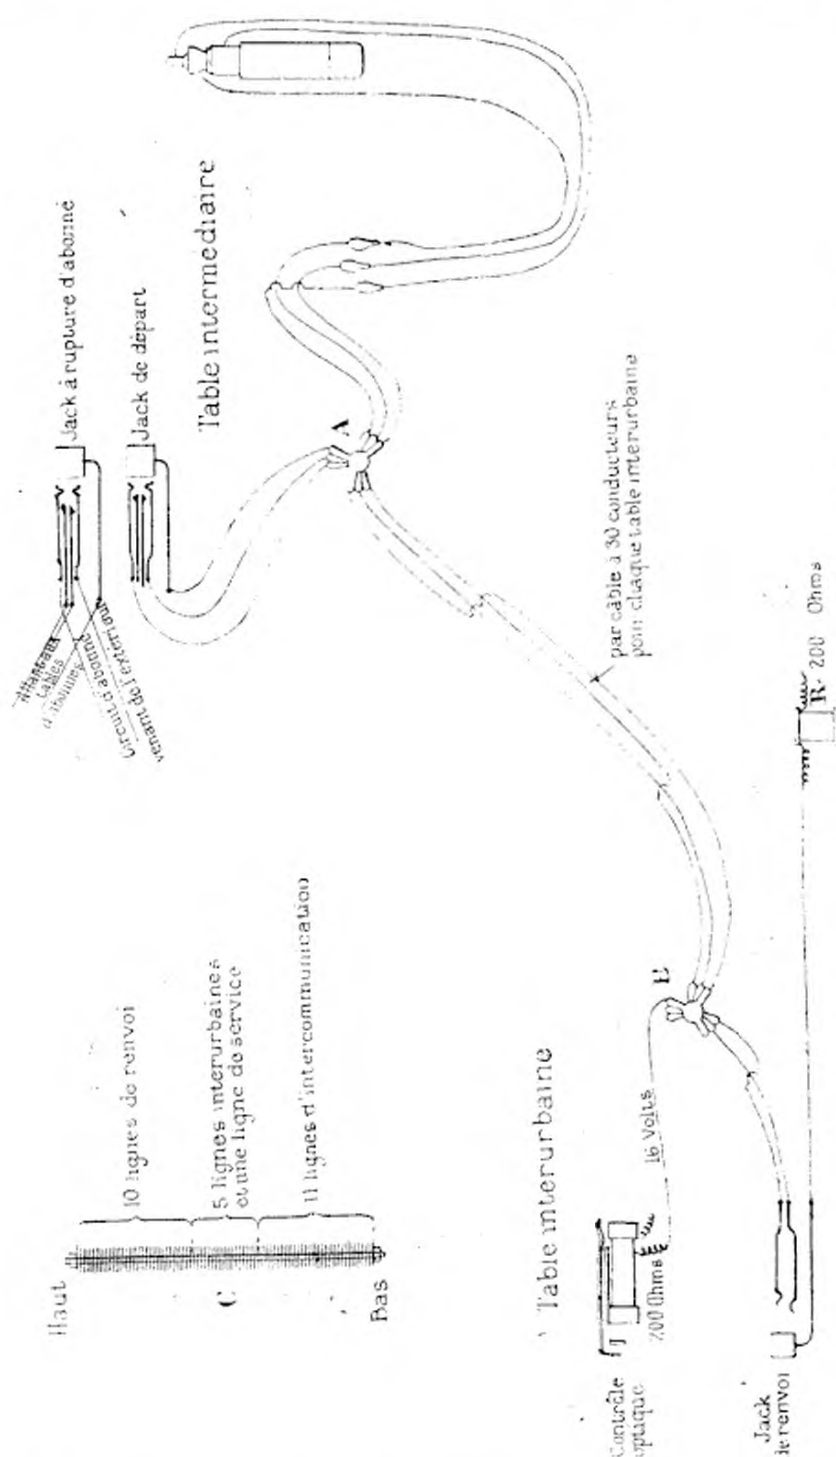 Jack à rupture d'abonné
Jack de départ
Table intermédiaire
tables
Circuit d'abonné
venant de l'extérieur
A
par câble à 30 conducteurs
pour chaque table interurbaine
R. 200 Ohms
Haut
C
Bas
10 lignes de renvoi
5 lignes interurbaines
et une ligne de service
11 lignes d'intercommunication
Table interurbaine
16 Volts
200 Ohms
Contrôle
optique
Jack
de renvoi